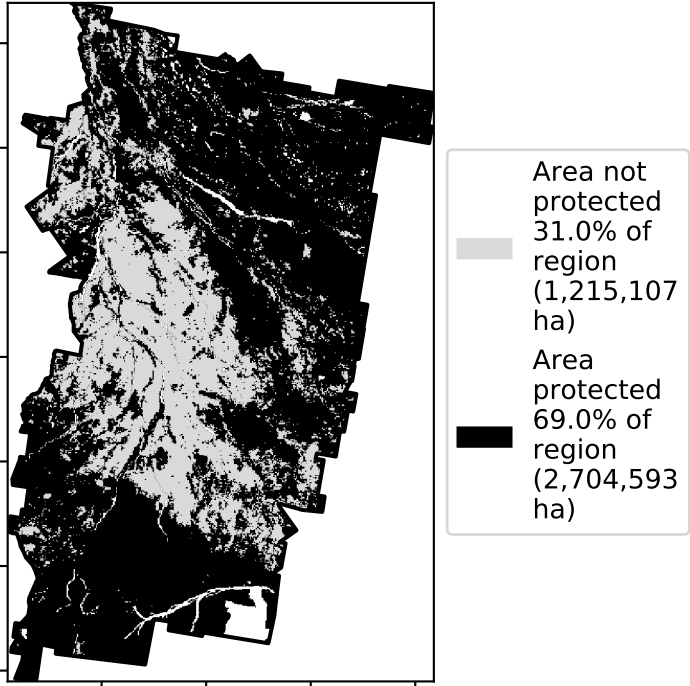 Area not
protected
31.0% of
region
(1,215,107
ha)
Area
protected
69.0% of
region
(2,704,593
ha)